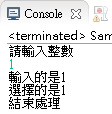 Console
<terminated> Sam
請輸入整數
1
輸入的是1
選擇的是1
結束處理